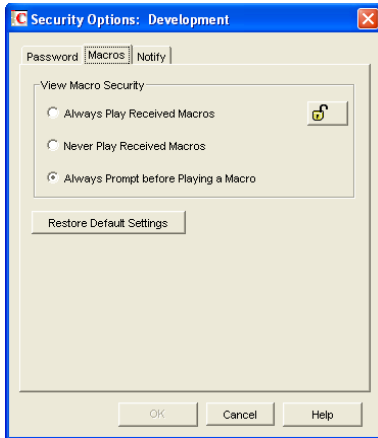 Security Options: Development
Password Macros Notify
View Macro Security
Always Play Received Macros
Never Play Received Macros
Always Prompt before Playing a Macro
Restore Default Settings
OK Cancel Help